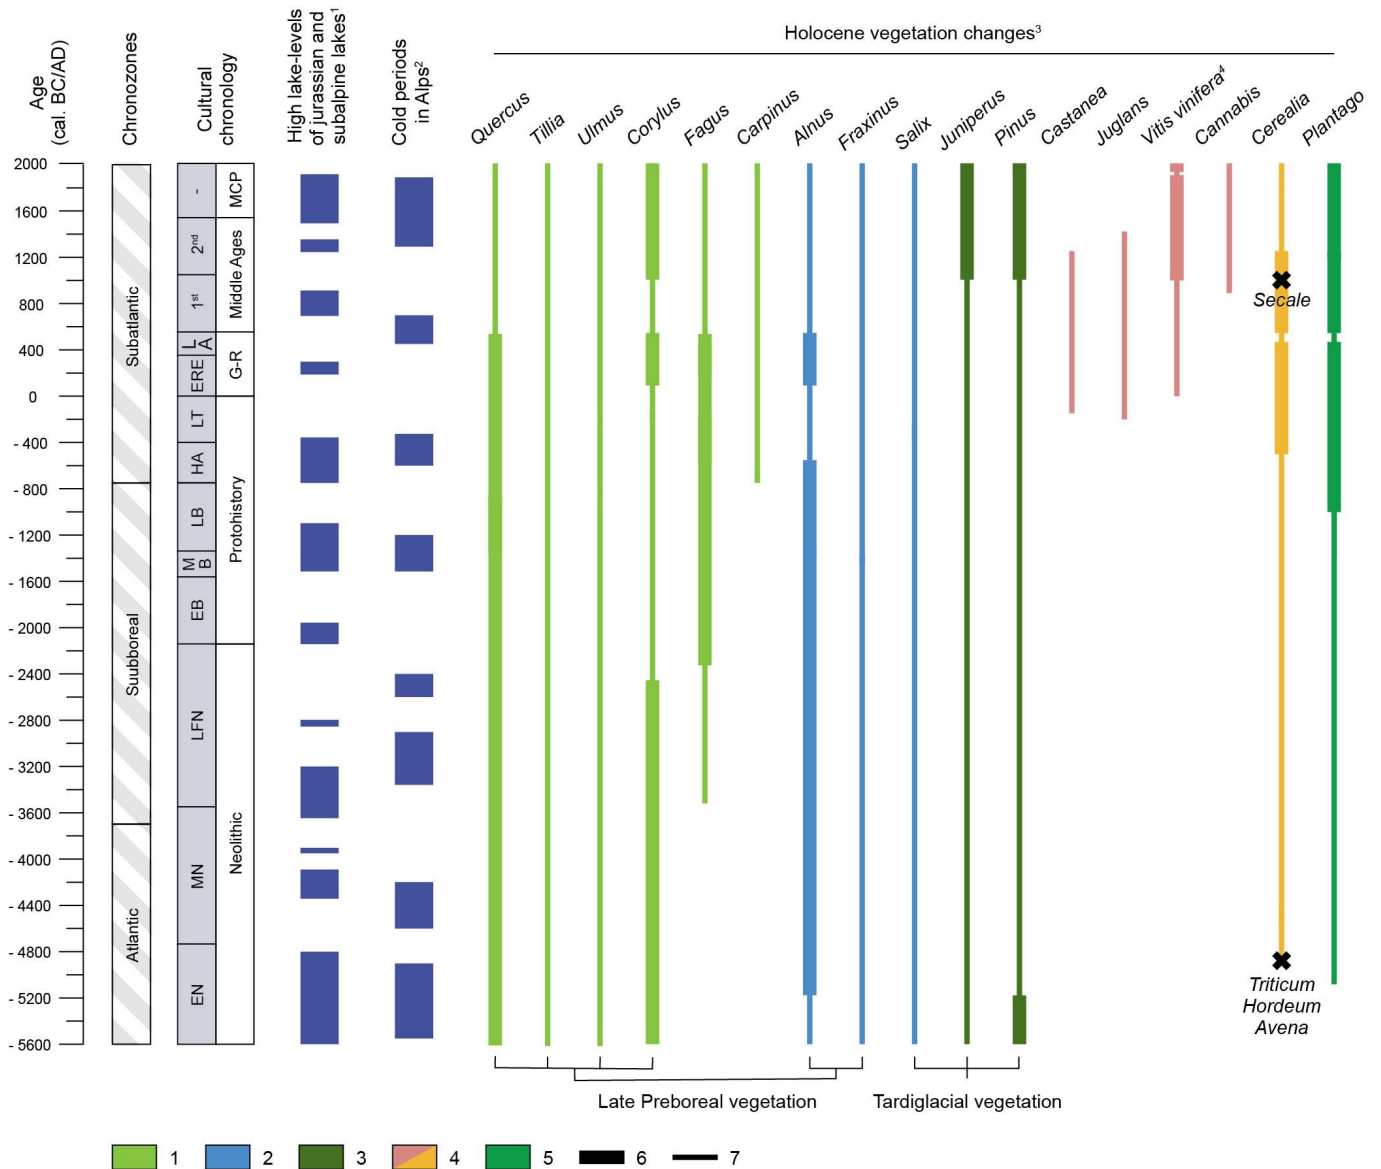 Age
(cal. BC/AD)
Chronozones
Cultural
chronology
High lake-levels
of jurassian and
subalpine lakes1
Cold periods
in Alps2
Holocene vegetation changes3
Quercus
Tillia
Ulmus
Corylus
Fagus
Carpinus
Alnus
Fraxinus
Salix
Juniperus
Pinus
Castanea
Juglans
Vitis vinifera4
Cannabis
Cerealia
Plantago
2000
1600
1200
800
400
0
- 400
- 800
- 1200
- 1600
- 2000
- 2400
- 2800
- 3200
- 3600
- 4000
- 4400
- 4800
- 5200
- 5600
Subatlantic
Suubboreal
Atlantic
-
2nd
1st
L
A
ERE
LT
HA
LB
M
B
EB
LFN
MN
EN
MCP
Middle Ages
G-R
Protohistory
Neolithic
Secale
Triticum
Hordeum
Avena
Late Preboreal vegetation
Tardiglacial vegetation
1
2
3
4
5
6
7